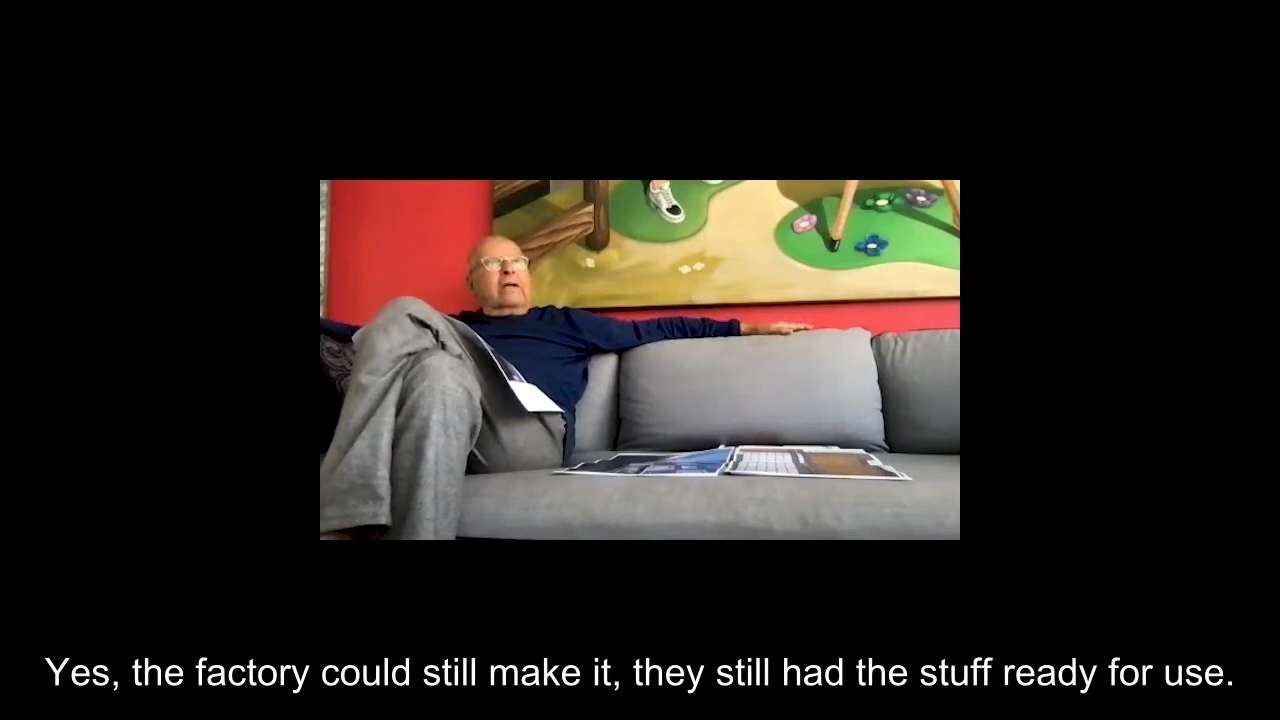 Yes, the factory could still make it, they still had the stuff ready for use.